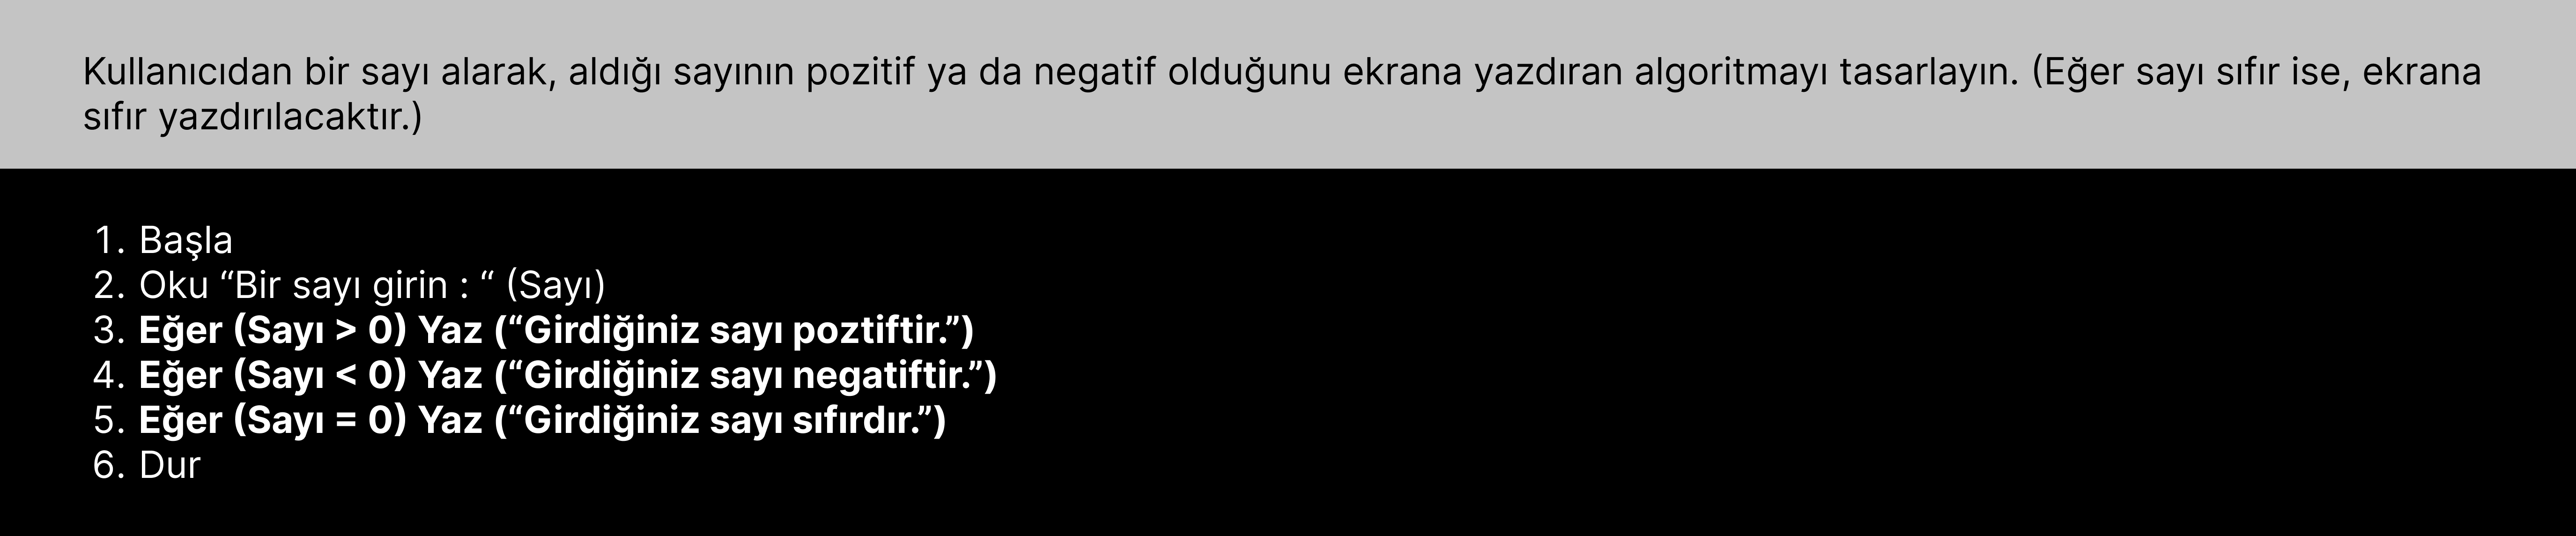 Kullanıcıdan bir sayı alarak, aldığı sayının pozitif ya da negatif olduğunu ekrana yazdıran algoritmayı tasarlayın. (Eğer sayı sıfır ise, ekrana
sıfır yazdırılacaktır.)
1. Başla
2. Oku “Bir sayı girin : “ (Sayı)
3. Eğer (Sayı > 0) Yaz (“Girdiğiniz sayı poztiftir.”)
4. Eğer (Sayı < 0) Yaz (“Girdiğiniz sayı negatiftir.”)
5. Eğer (Sayı = 0) Yaz (“Girdiğiniz sayı sıfırdır.”)
6. Dur